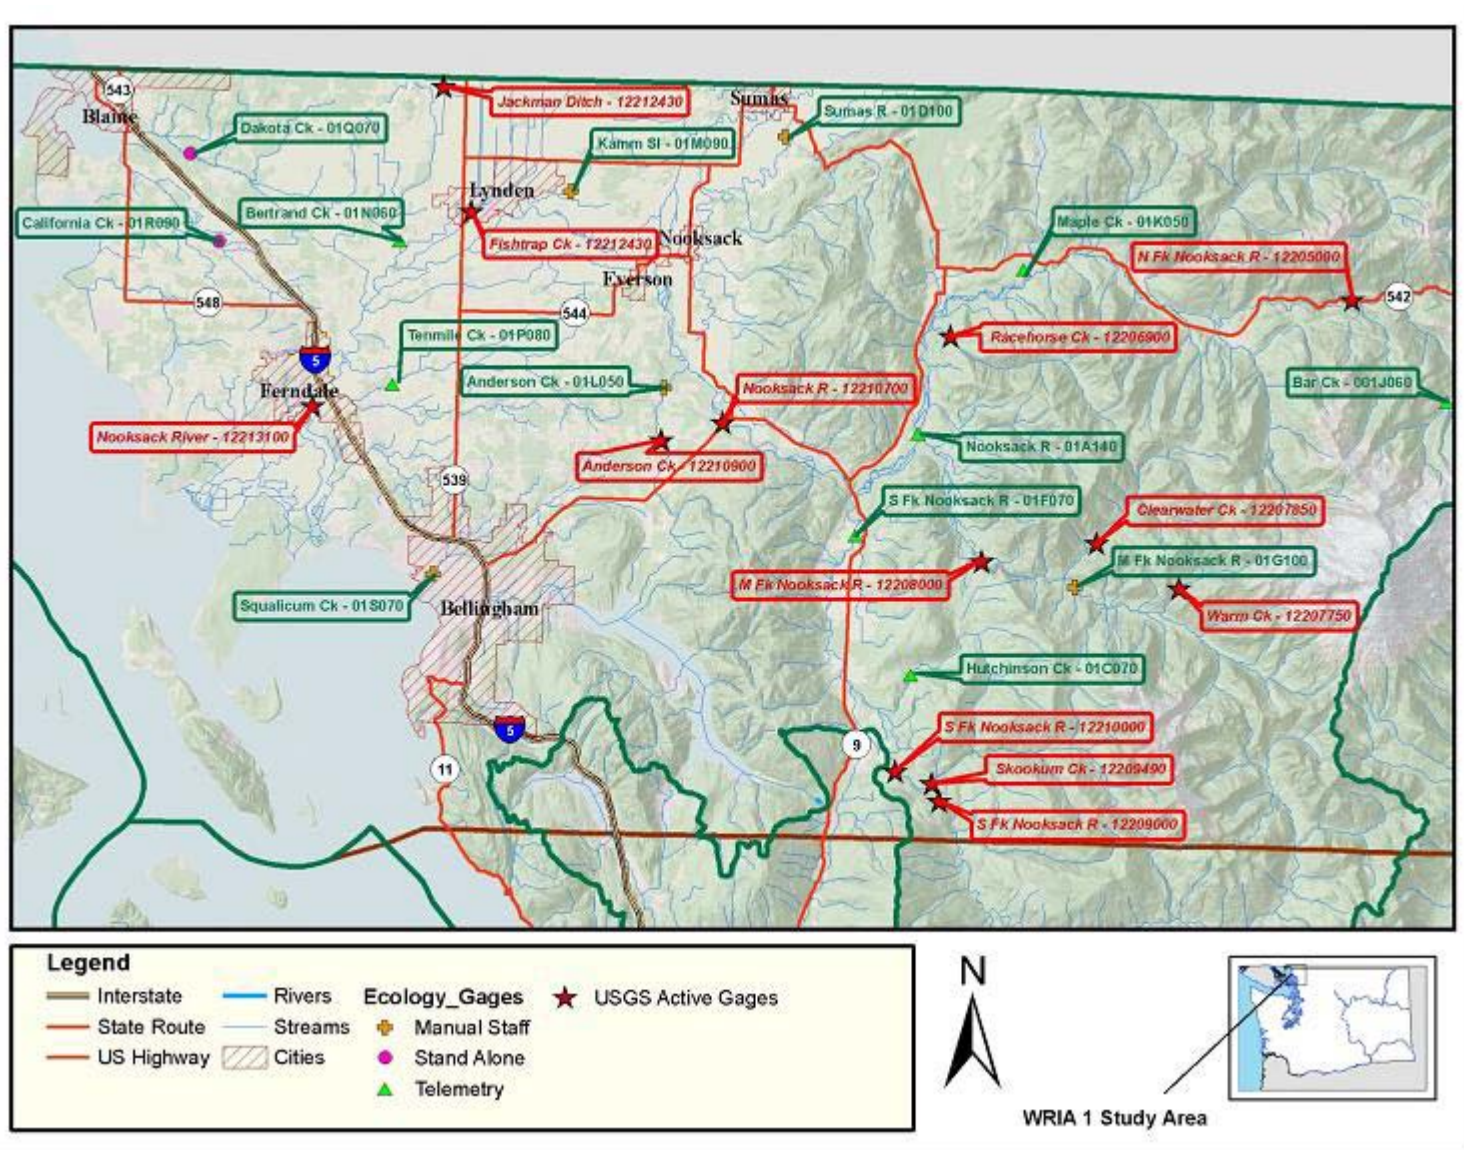 543
Blaine
Jackman Ditch - 12212430
Sumas
Sumas R - 01D100
Dakota Ck - 01Q070
Kamm Sl - 01M090
Lynden
California Ck - 01R090
Bertrand Ck - 01N060
Fishtrap Ck - 12212430
Nooksack
Maple Ck - 01K050
N Fk Nooksack R - 12205000
Everson
548
544
542
5
Tenmile Ck - 01P080
Racehorse Ck - 12206900
Ferndale
Anderson Ck - 01L050
Nooksack R - 12210700
Bar Ck - 001J060
Nooksack River - 12213100
Anderson Ck - 12210900
Nooksack R - 01A140
539
S Fk Nooksack R - 01F070
Clearwater Ck - 12207850
M Fk Nooksack R - 12208000
M Fk Nooksack R - 01G100
Squalicum Ck - 01S070
Bellingham
Warm Ck - 12207750
Hutchinson Ck - 01C070
5
S Fk Nooksack R - 12210000
9
11
Skookum Ck - 12209490
S Fk Nooksack R - 12209000
Legend
Interstate
State Route
US Highway
Rivers
Streams
Cities
Ecology_Gages
Manual Staff
Stand Alone
Telemetry
USGS Active Gages
N
WRIA 1 Study Area